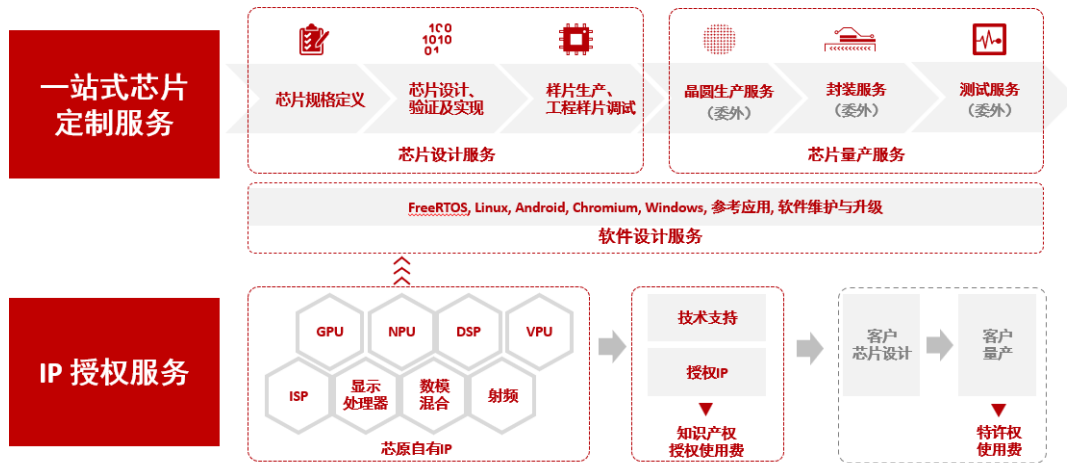 一站式芯片
定制服务
100
1010
01
芯片规格定义
芯片设计、
验证及实现
样片生产、
工程样片调试
芯片设计服务
晶圆生产服务
（委外）
封装服务
（委外）
测试服务
（委外）
芯片量产服务
FreeRTOS, Linux, Android, Chromium, Windows, 参考应用, 软件维护与升级
软件设计服务
IP 授权服务
GPU
NPU
DSP
VPU
ISP
显示
处理器
数模
混合
射频
芯原自有IP
技术支持
授权IP
知识产权
授权使用费
客户
芯片设计
客户
量产
特许权
使用费